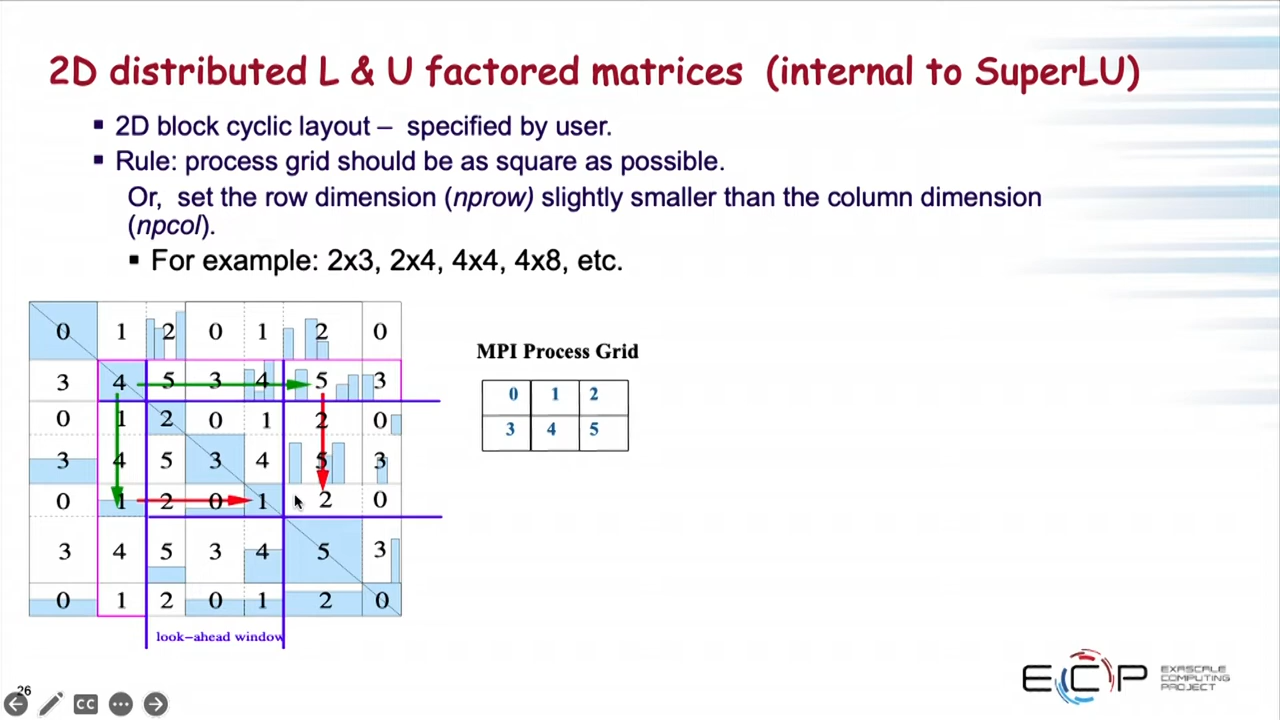 2D distributed L & U factored matrices (internal to SuperLU)
▪ 2D block cyclic layout – specified by user.
▪ Rule: process grid should be as square as possible.
Or, set the row dimension (nprow) slightly smaller than the column dimension
(npcol).
▪ For example: 2x3, 2x4, 4x4, 4x8, etc.
0 1 2 0 1 2 0
3 4 5 3 4 5 3
0 1 2 0 1 2 0
3 4 5 3 4 5 3
0 1 2 0 1 2 0
3 4 5 3 4 5 3
0 1 2 0 1 2 0
look-ahead window
MPI Process Grid
0 1 2
3 4 5
ECP
EXASCALE
COMPUTING
PROJECT
26
CC